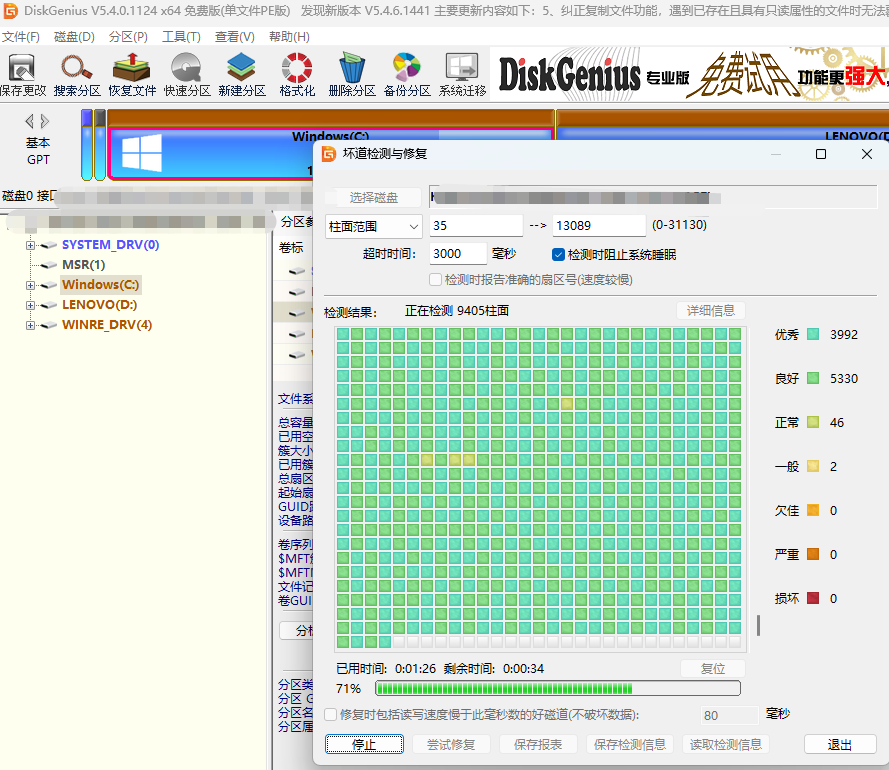 DiskGenius V5.4.0.1124 x64 免费版(单文件PE版) 发现新版本 V5.4.6.1441 主要更新内容如下：5、纠正复制文件功能，遇到已存在且具有只读属性的文件时无法
文件(F) 磁盘(D) 分区(P) 工具(T) 查看(V) 帮助(H)
DiskGenius 专业版 免费试用 功能更强大,
保存更改 搜索分区 恢复文件 快速分区 新建分区 格式化 删除分区 备份分区 系统迁移
基本
GPT
Windows(C:)
LENOVO(D
磁盘0 接口
SYSTEM_DRV(0)
MSR(1)
Windows(C:)
LENOVO(D:)
WINRE_DRV(4)
分区参
卷标
文件系
总容量
已用空
簇大小
已用簇
总扇区
起始扇
GUID路
设备路
卷序列
$MFT簇
$MFTM
文件记
卷GUI
分析
分区类
分区 G
分区名
分区属
坏道检测与修复
选择磁盘
柱面范围 35 --> 13089 (0-31130)
超时时间: 3000 毫秒 检测时阻止系统睡眠
检测时报告准确的扇区号(速度较慢)
检测结果: 正在检测 9405柱面 详细信息
优秀 3992
良好 5330
正常 46
一般 2
欠佳 0
严重 0
损坏 0
已用时间: 0:01:26 剩余时间: 0:00:34 复位
71%
修复时包括读写速度慢于此毫秒数的好磁道(不破坏数据): 80 毫秒
停止 尝试修复 保存报表 保存检测信息 读取检测信息 退出